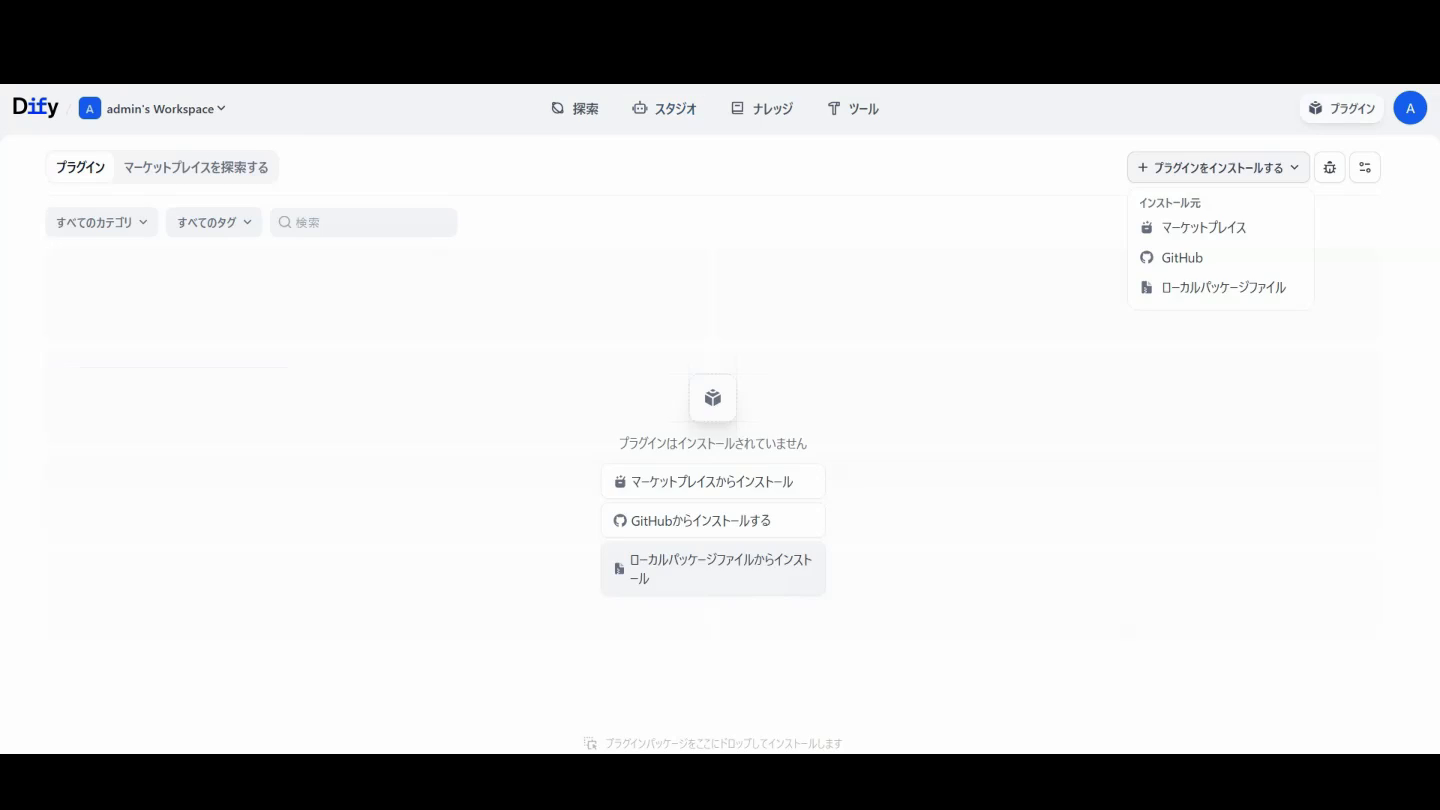 Dify
A admin's Workspace
探索
スタジオ
ナレッジ
ツール
プラグイン
A
プラグイン
マーケットプレイスを探索する
プラグインをインストールする
すべてのカテゴリ
すべてのタグ
検索
インストール元
マーケットプレイス
GitHub
ローカルパッケージファイル
プラグインはインストールされていません
マーケットプレイスからインストール
GitHubからインストールする
ローカルパッケージファイルからインスト
ール
プラグインパッケージをここにドロップしてインストールします